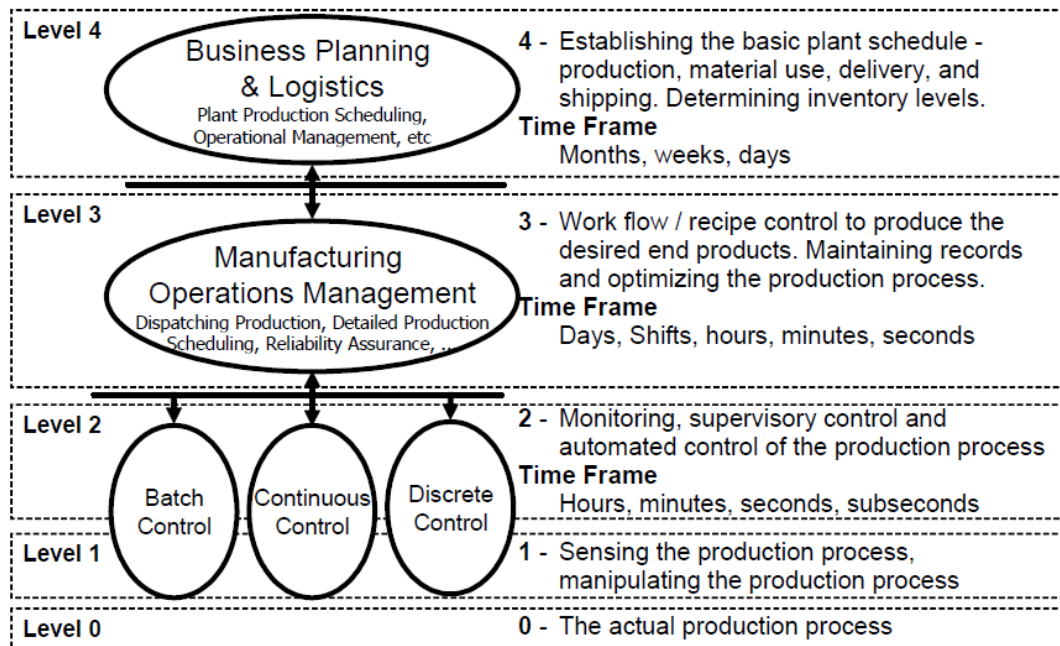 Level 4
Business Planning
& Logistics
Plant Production Scheduling,
Operational Management, etc
4 - Establishing the basic plant schedule -
production, material use, delivery, and
shipping. Determining inventory levels.
Time Frame
Months, weeks, days
Level 3
Manufacturing
Operations Management
Dispatching Production, Detailed Production
Scheduling, Reliability Assurance, ...
3 - Work flow / recipe control to produce the
desired end products. Maintaining records
and optimizing the production process.
Time Frame
Days, Shifts, hours, minutes, seconds
Level 2
Batch
Control
Continuous
Control
Discrete
Control
2 - Monitoring, supervisory control and
automated control of the production process
Time Frame
Hours, minutes, seconds, subseconds
Level 1
1 - Sensing the production process,
manipulating the production process
Level 0
0 - The actual production process